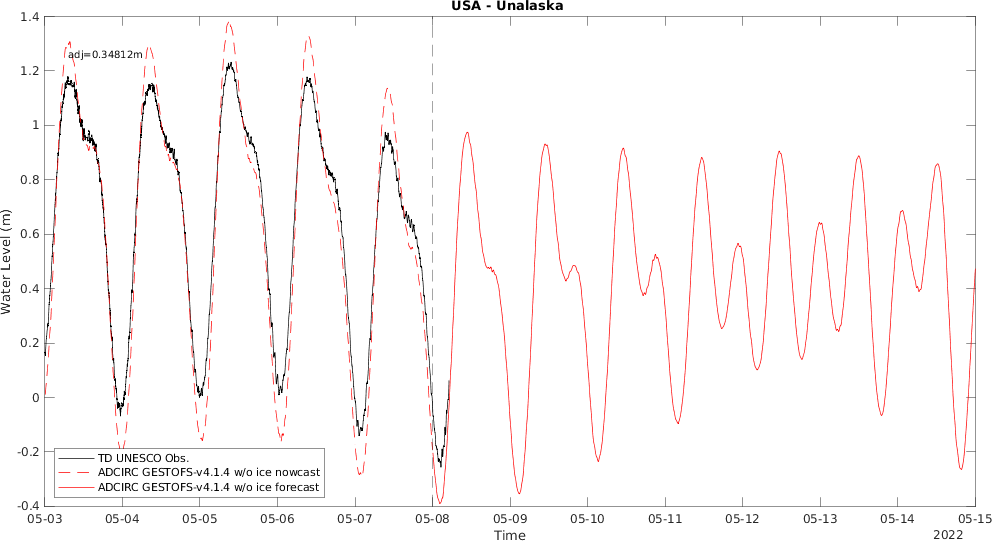 USA - Unalaska
1.4
1.2
1
0.8
0.6
0.4
0.2
0
-0.2
-0.4
Water Level (m)
adj=0.34812m
TD UNESCO Obs.
ADCIRC GESTOFS-v4.1.4 w/o ice nowcast
ADCIRC GESTOFS-v4.1.4 w/o ice forecast
05-03 05-04 05-05 05-06 05-07 05-08 05-09 05-10 05-11 05-12 05-13 05-14 05-15
Time
2022